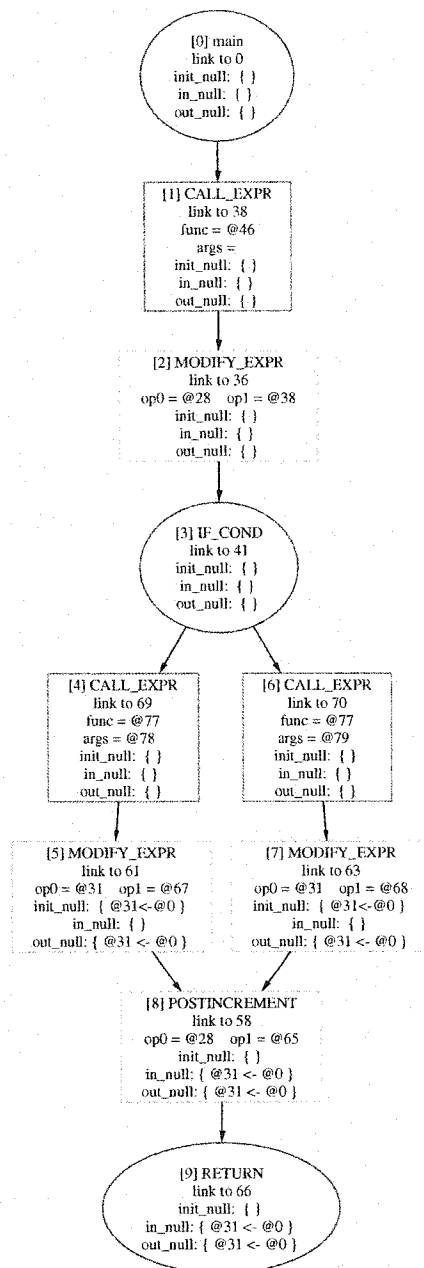 [0] main
link to 0
init_null: { }
in_null: { }
out_null: { }
[1] CALL_EXPR
link to 38
func = @46
args =
init_null: { }
in_null: { }
out_null: { }
[2] MODIFY_EXPR
link to 36
op0 = @28 op1 = @38
init_null: { }
in_null: { }
out_null: { }
[3] IF_COND
link to 41
init_null: { }
in_null: { }
out_null: { }
[4] CALL_EXPR
link to 69
func = @77
args = @78
init_null: { }
in_null: { }
out_null: { }
[6] CALL_EXPR
link to 70
func = @77
args = @79
init_null: { }
in_null: { }
out_null: { }
[5] MODIFY_EXPR
link to 61
op0 = @31 op1 = @67
init_null: { @31<-@0 }
in_null: { }
out_null: { @31 <- @0 }
[7] MODIFY_EXPR
link to 63
op0 = @31 op1 = @68
init_null: { @31<-@0 }
in_null: { }
out_null: { @31 <- @0 }
[8] POSTINCREMENT
link to 58
op0 = @28 op1 = @65
init_null: { }
in_null: { @31 <- @0 }
out_null: { @31 <- @0 }
[9] RETURN
link to 66
init_null: { }
in_null: { @31 <- @0 }
out_null: { @31 <- @0 }